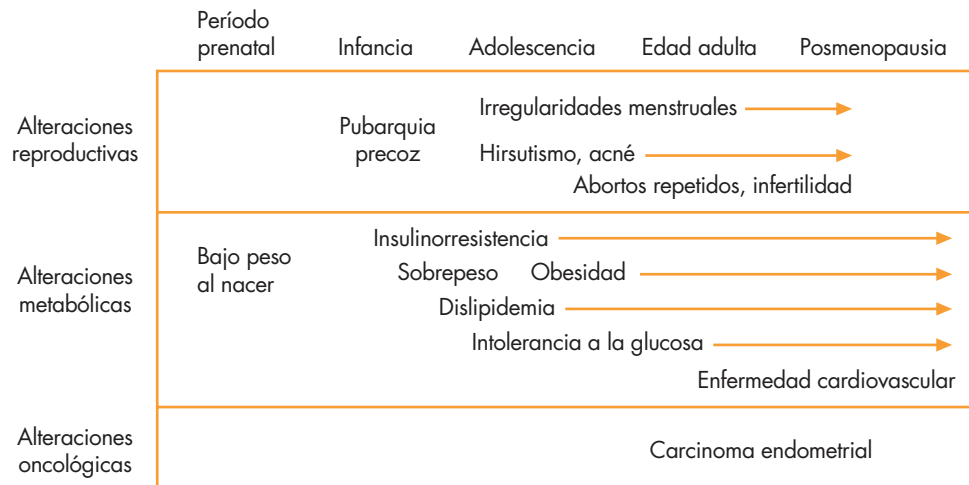 Período
prenatal Infancia Adolescencia Edad adulta Posmenopausia
Alteraciones
reproductivas
Irregularidades menstruales
Pubarquia
precoz
Hirsutismo, acné
Abortos repetidos, infertilidad
Alteraciones
metabólicas
Bajo peso
al nacer
Insulinorresistencia
Sobrepeso Obesidad
Dislipidemia
Intolerancia a la glucosa
Enfermedad cardiovascular
Alteraciones
oncológicas
Carcinoma endometrial